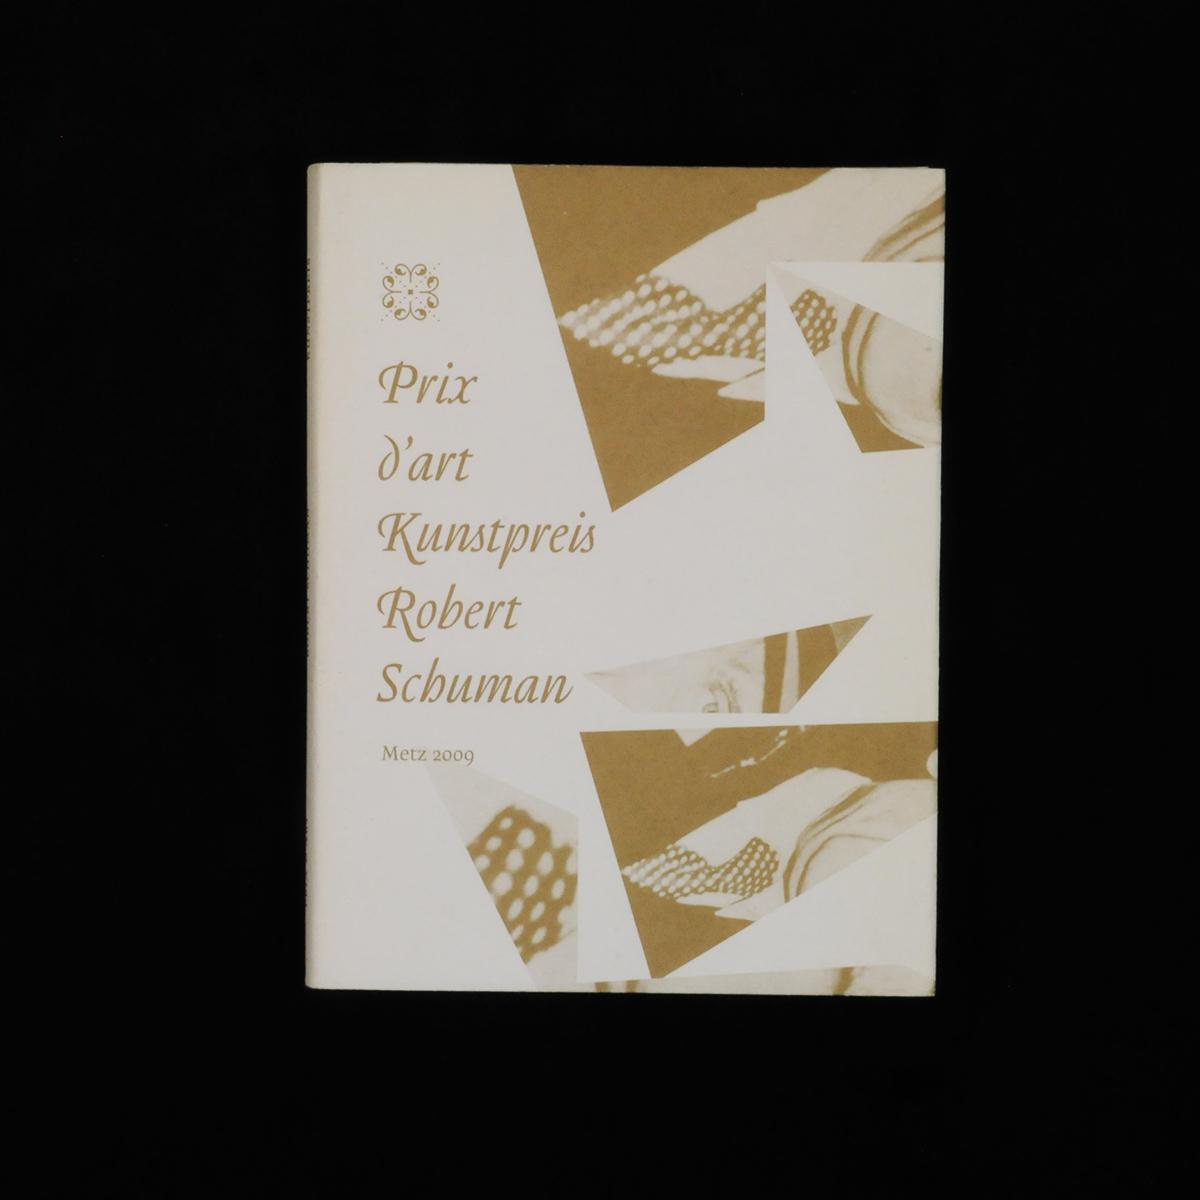 Prix
d'art
Kunstpreis
Robert
Schuman
Metz 2009